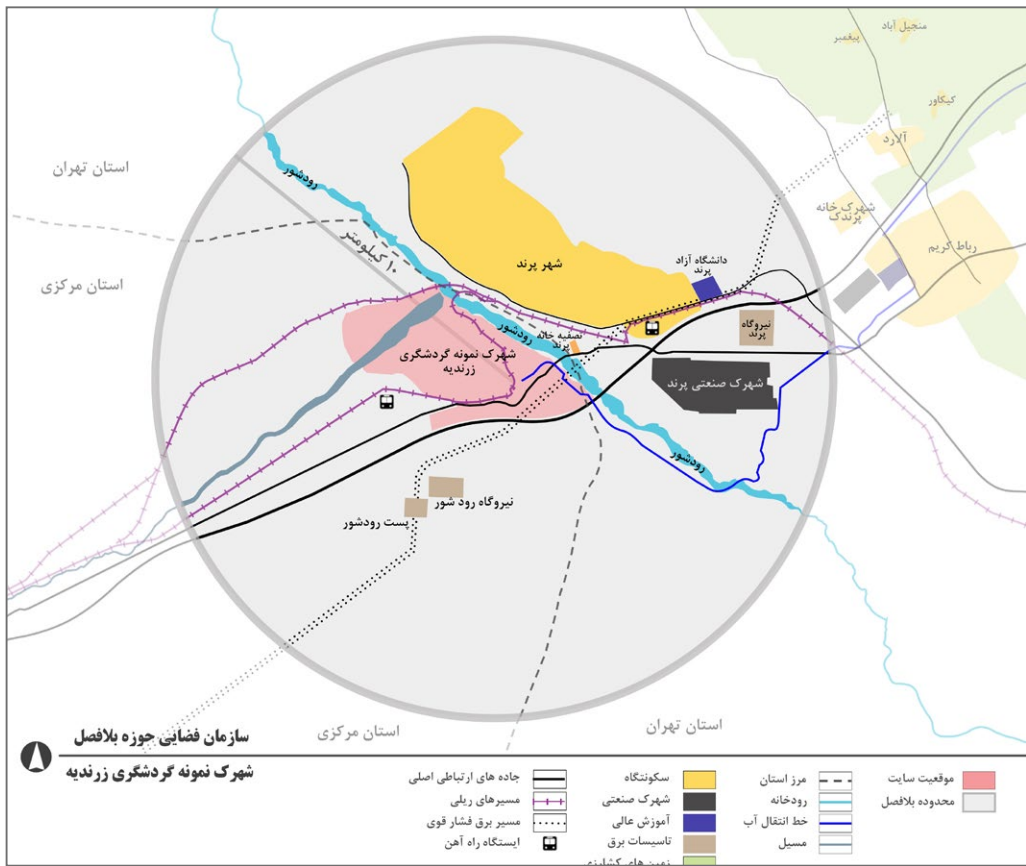 منجیل آباد
پیغمبر
کیکاور
آلارد
شهرک خانه
پرندک
رباط کریم
استان تهران
استان مرکزی
رودشور
۱۰ کیلومتر
شهر پرند
دانشگاه آزاد
پرند
نیروگاه
پرند
تصفیه خانه
پرند
رودشور
شهرک نمونه گردشگری
زرندیه
شهرک صنعتی پرند
رودشور
نیروگاه رود شور
پست رودشور
استان تهران
استان مرکزی
سازمان فضایی حوزه بلافصل
شهرک نمونه گردشگری زرندیه
موقعیت سایت
محدوده بلافصل
مرز استان
رودخانه
خط انتقال آب
مسیل
سکونتگاه
شهرک صنعتی
آموزش عالی
تاسیسات برق
زمین های کشاورزی
جاده های ارتباطی اصلی
مسیرهای ریلی
مسیر برق فشار قوی
ایستگاه راه آهن